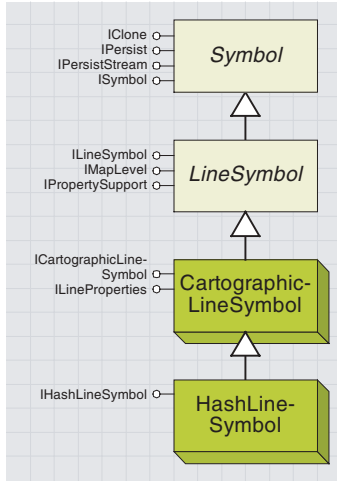 IClone
IPersist
IPersistStream
ISymbol
Symbol
ILineSymbol
IMapLevel
IPropertySupport
LineSymbol
ICartographicLine-
Symbol
ILineProperties
Cartographic-
LineSymbol
IHashLineSymbol
HashLine-
Symbol